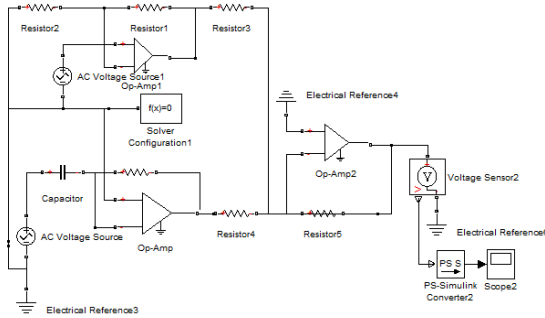 Resistor2
Resistor1
Resistor3
AC Voltage Source1
Op-Amp1
Electrical Reference4
f(x)=0
Solver
Configuration1
Op-Amp2
V
Voltage Sensor2
Capacitor
Op-Amp
AC Voltage Source
Resistor4
Resistor5
Electrical Reference
PS S
PS-Simulink
Converter2
Scope2
Electrical Reference3